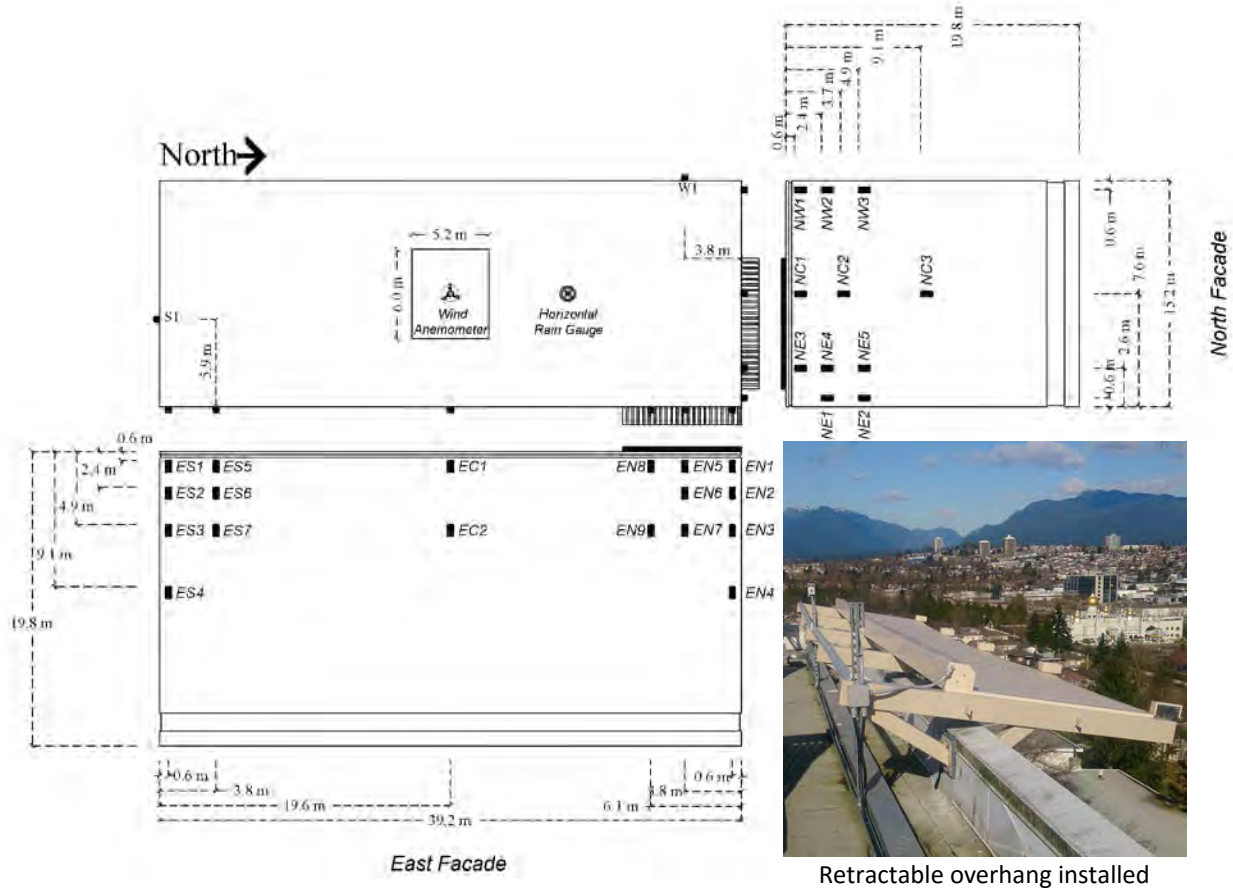 19.8 m
9.1 m
4.9 m
3.7 m
2.4 m
0.6 m
North
W1
NW1
NW2
NW3
0.6 m
5.2 m
3.8 m
6.0 m
NC1
NC2
NC3
7.6 m
15.2 m
North Facade
S1
Wind
Anemometer
Horizontal
Rain Gauge
5.9 m
NE3
NE4
NE5
2.6 m
0.6 m
NE1
NE2
0.6 m
2.4 m
4.9 m
9.1 m
19.8 m
ES1 ES5 EC1 EN8 EN5 EN1
ES2 ES6 EN6 EN2
ES3 ES7 EC2 EN9 EN7 EN3
ES4 EN4
0.6 m 0.6 m
3.8 m 3.8 m
19.6 m 6.1 m
39.2 m
East Facade
Retractable overhang installed